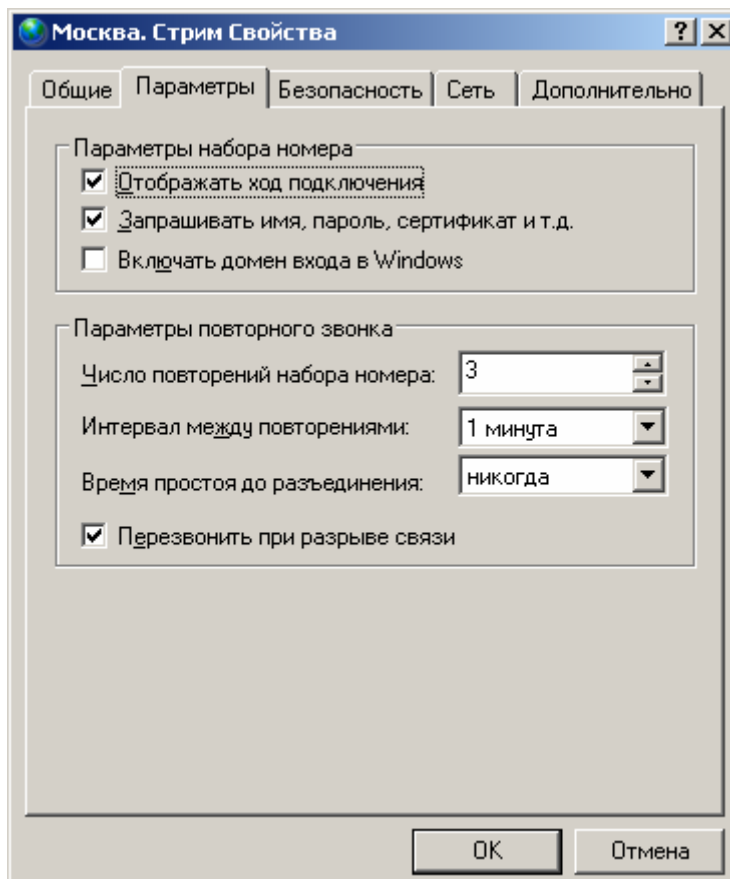 Москва. Стрим Свойства
Общие Параметры Безопасность Сеть Дополнительно
Параметры набора номера
Отображать ход подключения
Запрашивать имя, пароль, сертификат и т.д.
Включать домен входа в Windows
Параметры повторного звонка
Число повторений набора номера: 3
Интервал между повторениями: 1 минута
Время простоя до разъединения: никогда
Перезвонить при разрыве связи
OK Отмена